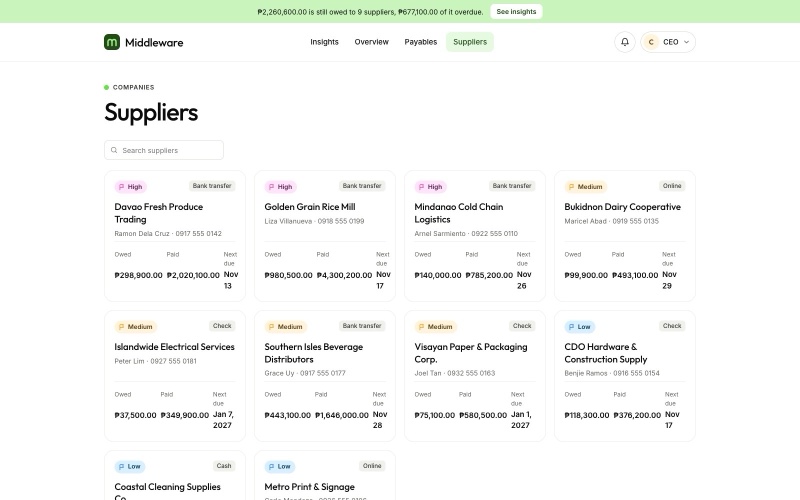 ₱2,260,600.00 is still owed to 9 suppliers, ₱677,100.00 of it overdue. See insights
m Middleware Insights Overview Payables Suppliers C CEO
COMPANIES
Suppliers
Search suppliers
High Bank transfer
Davao Fresh Produce
Trading
Ramon Dela Cruz · 0917 555 0142
Owed Paid Next due
₱298,900.00 ₱2,020,100.00 Nov 13
High Bank transfer
Golden Grain Rice Mill
Liza Villanueva · 0918 555 0199
Owed Paid Next due
₱980,500.00 ₱4,300,200.00 Nov 17
High Bank transfer
Mindanao Cold Chain
Logistics
Arnel Sarmiento · 0922 555 0110
Owed Paid Next due
₱140,000.00 ₱785,200.00 Nov 26
Medium Online
Bukidnon Dairy Cooperative
Maricel Abad · 0919 555 0135
Owed Paid Next due
₱99,900.00 ₱493,100.00 Nov 29
Medium Check
Islandwide Electrical Services
Peter Lim · 0927 555 0181
Owed Paid Next due
₱37,500.00 ₱349,900.00 Jan 7, 2027
Medium Bank transfer
Southern Isles Beverage
Distributors
Grace Uy · 0917 555 0177
Owed Paid Next due
₱443,100.00 ₱1,646,000.00 Nov 28
Medium Check
Visayan Paper & Packaging
Corp.
Joel Tan · 0932 555 0163
Owed Paid Next due
₱75,100.00 ₱580,500.00 Jan 1, 2027
Low Check
CDO Hardware &
Construction Supply
Benjie Ramos · 0916 555 0154
Owed Paid Next due
₱118,300.00 ₱376,200.00 Nov 17
Low Cash
Coastal Cleaning Supplies
Co.
Low Online
Metro Print & Signage